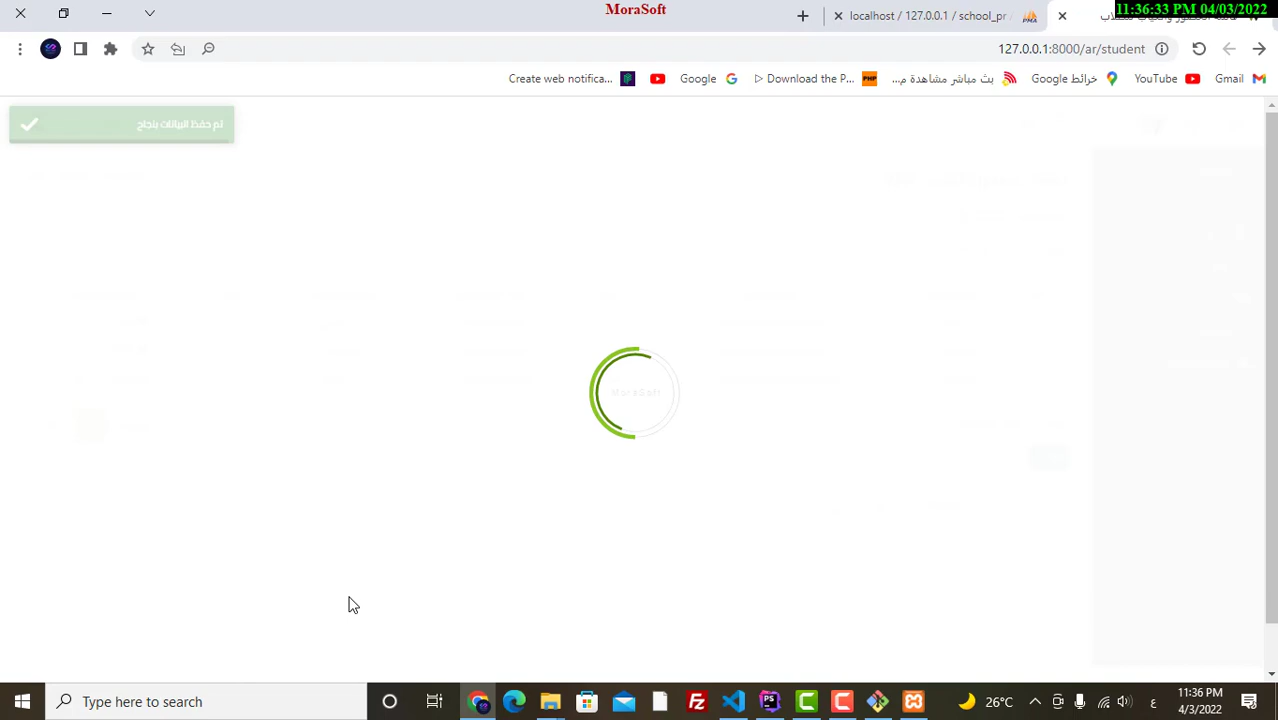 MoraSoft
11:36:33 PM 04/03/2022
localhost / 127.0.0.1 / school_pr
127.0.0.1:8000/ar/student
Gmail
YouTube
خرائط Google
بث مباشر مشاهدة م...
Download the P...
Google
Create web notifica...
تم حفظ البيانات بنجاح
MoraSoft
Type here to search
26°C
ع
11:36 PM
4/3/2022